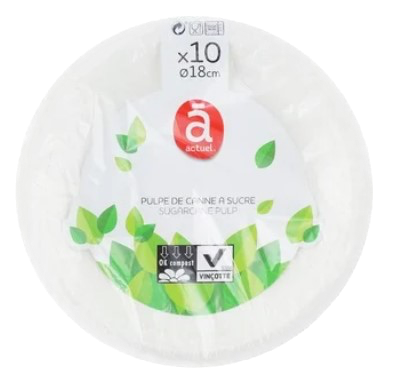 x10
ø18cm
à
actuel.
PULPE DE CANNE A SUCRE
SUGARCANE PULP
OK compost
VINÇOTTE